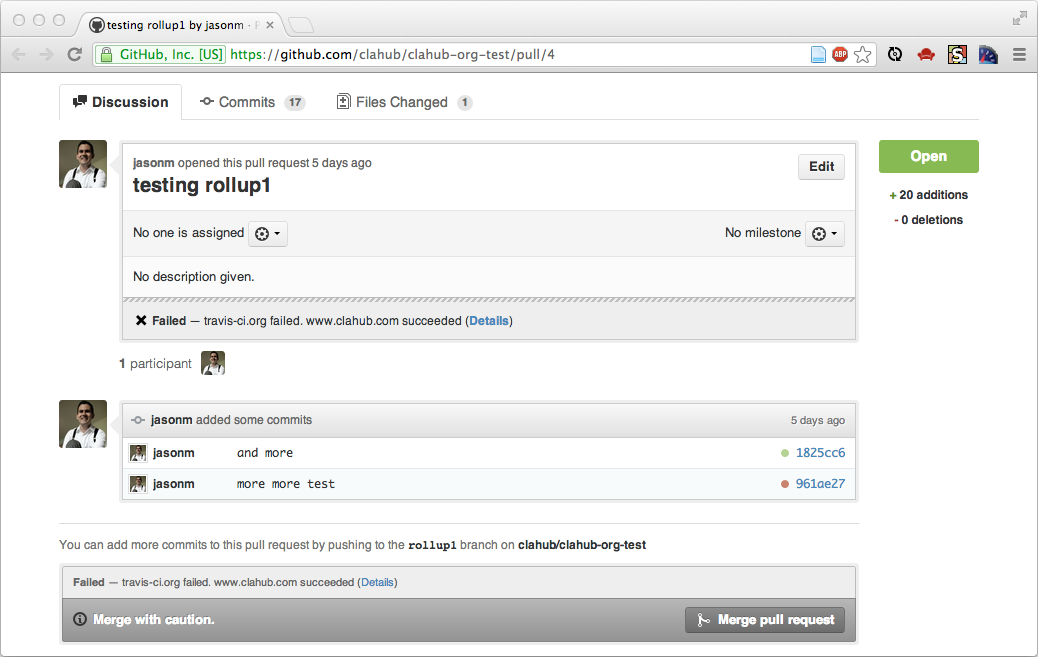 testing rollup1 by jasonm - P
GitHub, Inc. [US] https://github.com/clahub/clahub-org-test/pull/4
ABP
S
Discussion Commits 17 Files Changed 1
jasonm opened this pull request 5 days ago
testing rollup1
Edit
Open
+ 20 additions
- 0 deletions
No one is assigned
No milestone
No description given.
Failed — travis-ci.org failed. www.clahub.com succeeded (Details)
1 participant
jasonm added some commits 5 days ago
jasonm and more 1825cc6
jasonm more more test 961ae27
You can add more commits to this pull request by pushing to the rollup1 branch on clahub/clahub-org-test
Failed — travis-ci.org failed. www.clahub.com succeeded (Details)
Merge with caution.
Merge pull request